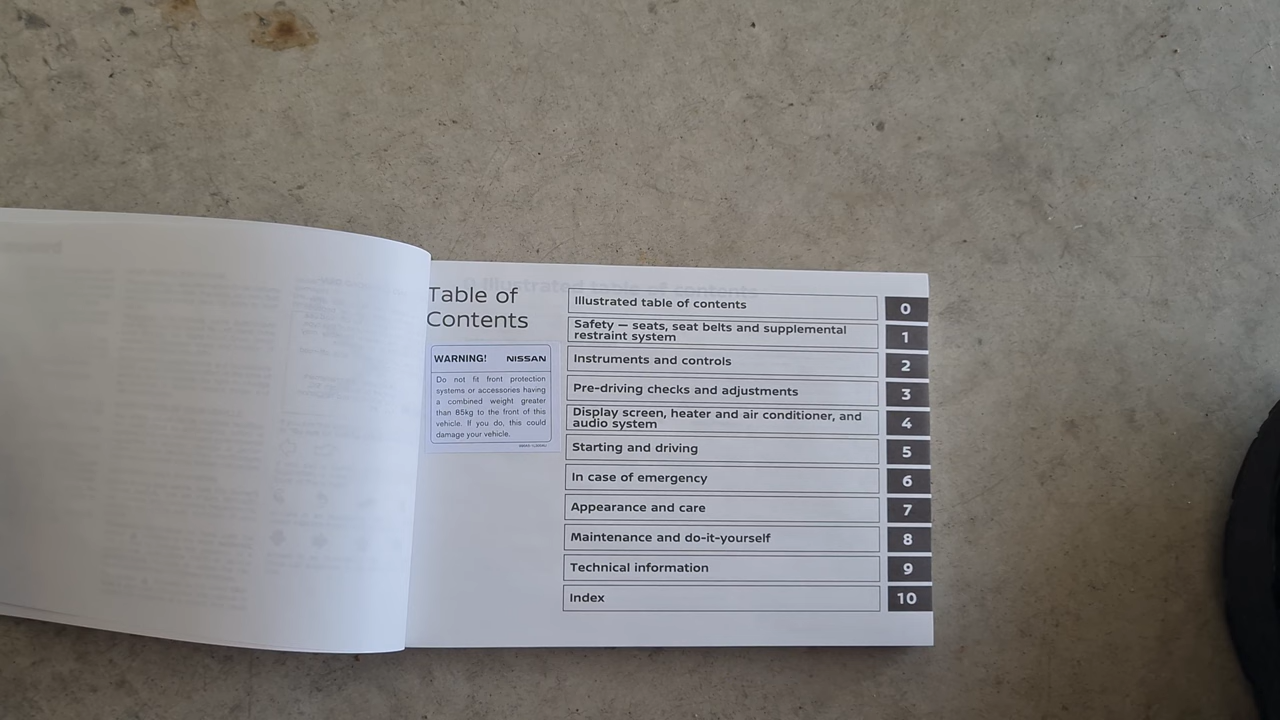 Table of
Contents
WARNING! NISSAN
Do not fit front protection
systems or accessories having
a combined weight greater
than 85kg to the front of this
vehicle. If you do, this could
damage your vehicle.
Illustrated table of contents 0
Safety — seats, seat belts and supplemental
restraint system 1
Instruments and controls 2
Pre-driving checks and adjustments 3
Display screen, heater and air conditioner, and
audio system 4
Starting and driving 5
In case of emergency 6
Appearance and care 7
Maintenance and do-it-yourself 8
Technical information 9
Index 10